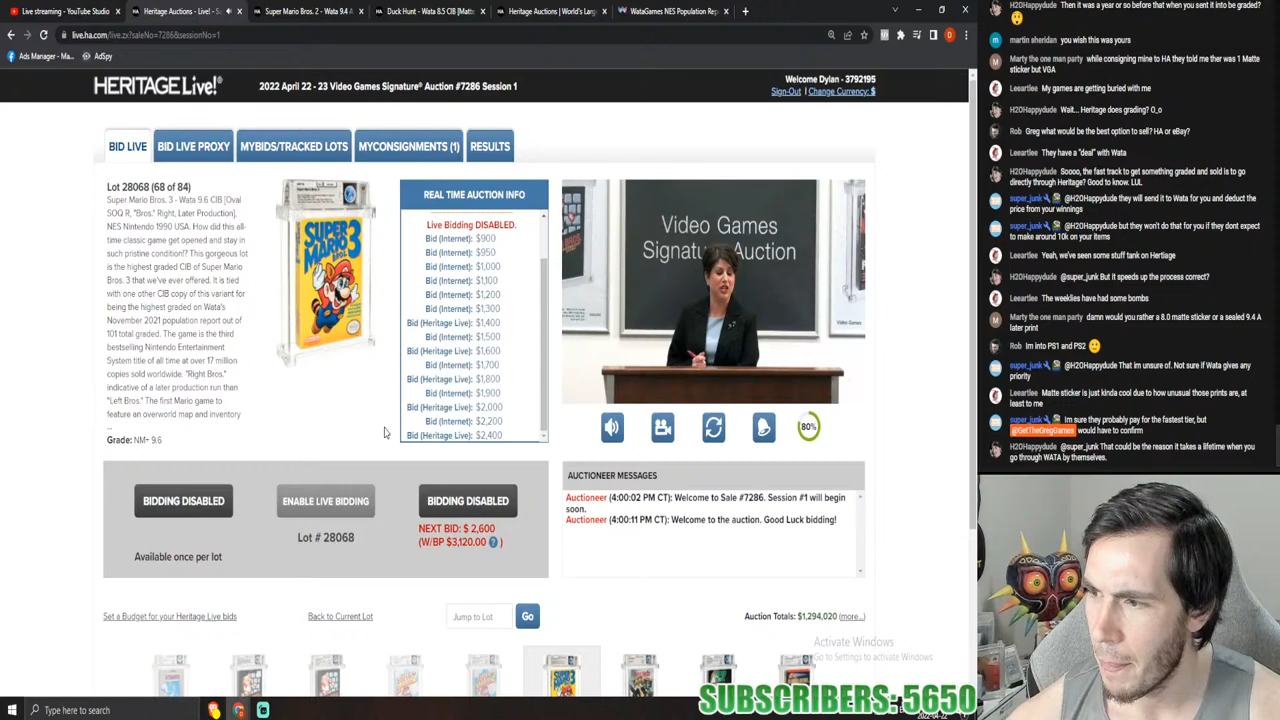 Live streaming - YouTube Studio
Heritage Auctions - Live! - S
Super Mario Bros. 2 - Wata 9.4 A
Duck Hunt - Wata 8.5 B
Heritage Auctions | World's Larg
WataGames NES Population Rep
live.ha.com/live.zx?saleNo=7286&sessionNo=1
Ads Manager - Ma...
AdSpy
HERITAGE Live!®
2022 April 22 - 23 Video Games Signature® Auction #7286 Session 1
Welcome Dylan - 3792195
Sign-Out | Change Currency: $
BID LIVE
BID LIVE PROXY
MYBIDS/TRACKED LOTS
MYCONSIGNMENTS (1)
RESULTS
Lot 28068 (68 of 84)
Super Mario Bros. 3 - Wata 9.6 CIB [Oval
SOQ R, "Bros." Right, Later Production],
NES Nintendo 1990 USA. How did this all-
time classic game get opened and stay in
such pristine condition!? This gorgeous
lot is the highest graded CIB of Super Mario
Bros. 3 that we've ever offered. It is tied
with one other CIB copy of this variant for
being the highest graded on Wata's
November 2021 population report out of
101 total graded. The game is the third
bestselling Nintendo Entertainment
System title of all time at over 17 million
copies sold worldwide. "Right Bros."
indicative of a later production run than
"Left Bros." The first Mario game to
feature an overworld map and inventory
..
Grade: NM+ 9.6
SUPER
MARIO BROS.
3
REAL TIME AUCTION INFO
Live Bidding DISABLED.
Bid (Internet): $900
Bid (Internet): $950
Bid (Internet): $1,000
Bid (Internet): $1,100
Bid (Internet): $1,200
Bid (Internet): $1,300
Bid (Heritage Live): $1,400
Bid (Internet): $1,500
Bid (Heritage Live): $1,600
Bid (Internet): $1,700
Bid (Heritage Live): $1,800
Bid (Internet): $1,900
Bid (Heritage Live): $2,000
Bid (Internet): $2,200
Bid (Heritage Live): $2,400
Video Games
Signature Auction
Video Games
80%
BIDDING DISABLED
ENABLE LIVE BIDDING
BIDDING DISABLED
Available once per lot
Lot # 28068
NEXT BID: $ 2,600
(W/BP $3,120.00 ? )
AUCTIONEER MESSAGES
Auctioneer (4:00:02 PM CT): Welcome to Sale #7286. Session #1 will begin
soon.
Auctioneer (4:00:11 PM CT): Welcome to the auction. Good Luck bidding!
Set a Budget for your Heritage Live bids
Back to Current Lot
Jump to Lot
Go
Auction Totals: $1,294,020 (more...)
Activate Windows
Go to Settings to activate Windows.
Type here to search
SUBSCRIBERS: 5650
H2OHappydude Then it was a year or so before that when you sent it into be graded?
martin sheridan you wish this was yours
Marty the one man party while consigning mine to HA they told me ther was 1 Matte
sticker but VGA
Leeartlee My games are getting buried with me
H2OHappydude Wait... Heritage does grading? O_o
Rob Greg what would be the best option to sell? HA or eBay?
Leeartlee They have a "deal" with Wata
H2OHappydude Soooo, the fast track to get something graded and sold is to go
directly through Heritage? Good to know. LUL
super_junk @H2OHappydude they will send it to Wata for you and deduct the
price from your winnings
super_junk @H2OHappydude but they won't do that for you if they dont expect
to make around 10k on your items
Leeartlee Yeah, we've seen some stuff tank on Hertiage
H2OHappydude @super_junk But it speeds up the process correct?
Leeartlee The weeklies have had some bombs
Marty the one man party damn would you rather a 8.0 matte sticker or a sealed 9.4 A
later print
Rob Im into PS1 and PS2
super_junk @H2OHappydude That im unsure of. Not sure if Wata gives any
priority
Leeartlee Matte sticker is just kinda cool due to how unusual those prints are, at
least to me
super_junk Im sure they probably pay for the fastest tier, but
@GetTheGregGames would have to confirm
H2OHappydude @super_junk That could be the reason it takes a lifetime when you
go through WATA by themselves.